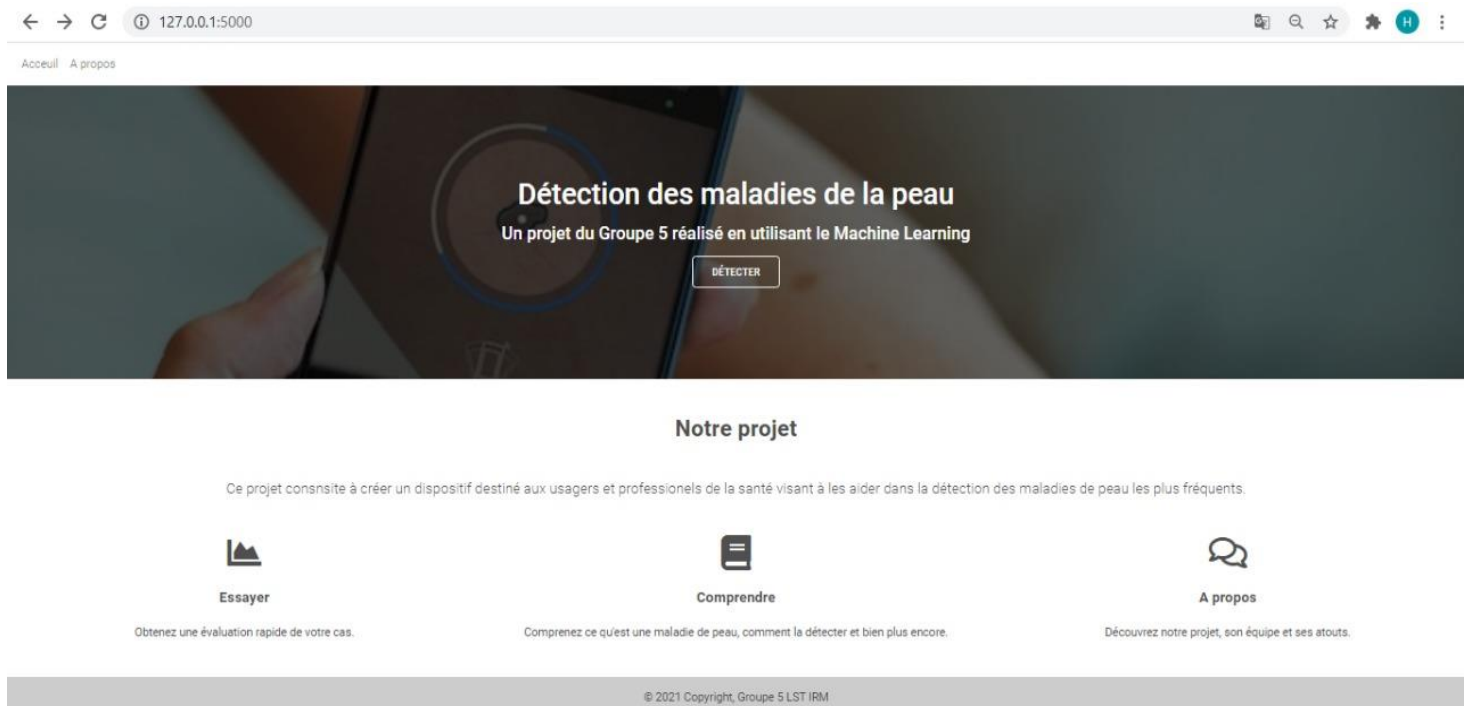 127.0.0.1:5000
H
Acceuil A propos
Détection des maladies de la peau
Un projet du Groupe 5 réalisé en utilisant le Machine Learning
DÉTECTER
Notre projet
Ce projet consnsite à créer un dispositif destiné aux usagers et professionels de la santé visant à les aider dans la détection des maladies de peau les plus fréquents.
Essayer
Comprendre
A propos
Obtenez une évaluation rapide de votre cas.
Comprenez ce qu'est une maladie de peau, comment la détecter et bien plus encore.
Découvrez notre projet, son équipe et ses atouts.
© 2021 Copyright, Groupe 5 LST IRM